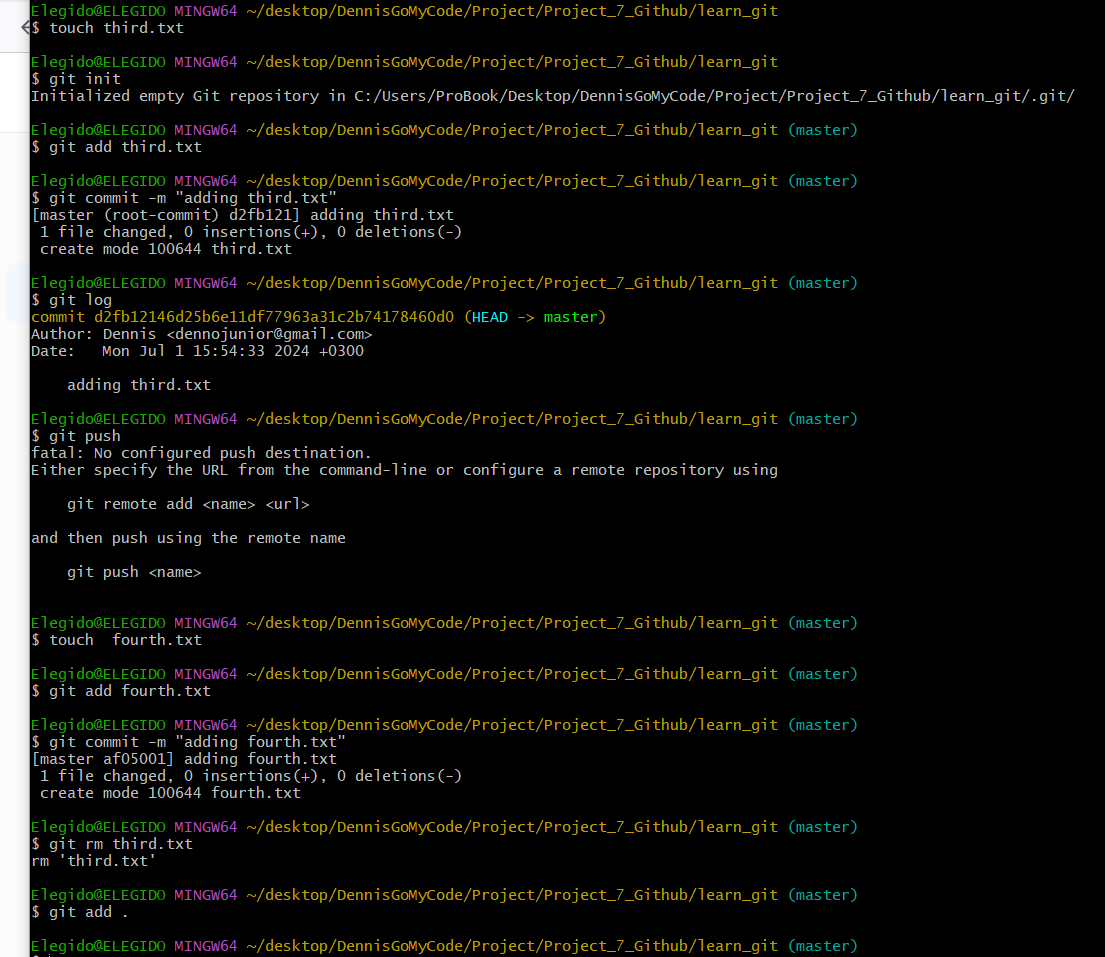 Elegido@ELEGIDO MINGW64 ~/desktop/DennisGoMyCode/Project/Project_7_Github/learn_git
$ touch third.txt
Elegido@ELEGIDO MINGW64 ~/desktop/DennisGoMyCode/Project/Project_7_Github/learn_git
$ git init
Initialized empty Git repository in C:/Users/ProBook/Desktop/DennisGoMyCode/Project/Project_7_Github/learn_git/.git/
Elegido@ELEGIDO MINGW64 ~/desktop/DennisGoMyCode/Project/Project_7_Github/learn_git (master)
$ git add third.txt
Elegido@ELEGIDO MINGW64 ~/desktop/DennisGoMyCode/Project/Project_7_Github/learn_git (master)
$ git commit -m "adding third.txt"
[master (root-commit) d2fb121] adding third.txt
 1 file changed, 0 insertions(+), 0 deletions(-)
 create mode 100644 third.txt
Elegido@ELEGIDO MINGW64 ~/desktop/DennisGoMyCode/Project/Project_7_Github/learn_git (master)
$ git log
commit d2fb12146d25b6e11df77963a31c2b74178460d0 (HEAD -> master)
Author: Dennis <dennojunior@gmail.com>
Date:   Mon Jul 1 15:54:33 2024 +0300
    adding third.txt
Elegido@ELEGIDO MINGW64 ~/desktop/DennisGoMyCode/Project/Project_7_Github/learn_git (master)
$ git push
fatal: No configured push destination.
Either specify the URL from the command-line or configure a remote repository using
    git remote add <name> <url>
and then push using the remote name
    git push <name>
Elegido@ELEGIDO MINGW64 ~/desktop/DennisGoMyCode/Project/Project_7_Github/learn_git (master)
$ touch  fourth.txt
Elegido@ELEGIDO MINGW64 ~/desktop/DennisGoMyCode/Project/Project_7_Github/learn_git (master)
$ git add fourth.txt
Elegido@ELEGIDO MINGW64 ~/desktop/DennisGoMyCode/Project/Project_7_Github/learn_git (master)
$ git commit -m "adding fourth.txt"
[master af05001] adding fourth.txt
 1 file changed, 0 insertions(+), 0 deletions(-)
 create mode 100644 fourth.txt
Elegido@ELEGIDO MINGW64 ~/desktop/DennisGoMyCode/Project/Project_7_Github/learn_git (master)
$ git rm third.txt
rm 'third.txt'
Elegido@ELEGIDO MINGW64 ~/desktop/DennisGoMyCode/Project/Project_7_Github/learn_git (master)
$ git add .
Elegido@ELEGIDO MINGW64 ~/desktop/DennisGoMyCode/Project/Project_7_Github/learn_git (master)